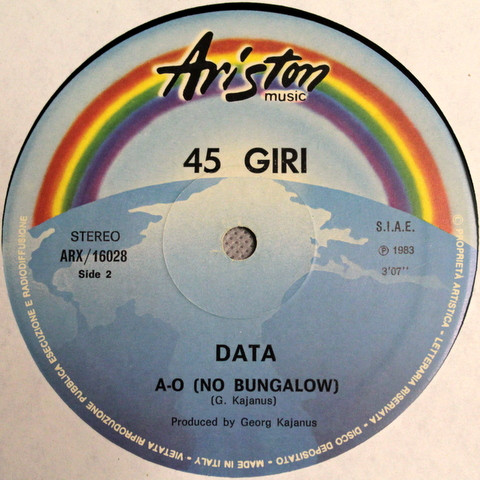 Ariston
music
45 GIRI
STEREO
ARX/16028
Side 2
S.I.A.E.
Ⓟ 1983
3'07''
DATA
A-O (NO BUNGALOW)
(G. Kajanus)
Produced by Georg Kajanus
Ⓒ PROPRIETÀ ARTISTICA - LETTERARIA RISERVATA - DISCO DEPOSITATO - MADE IN ITALY - VIETATA RIPRODUZIONE PUBBLICA ESECUZIONE E RADIODIFFUSIONE